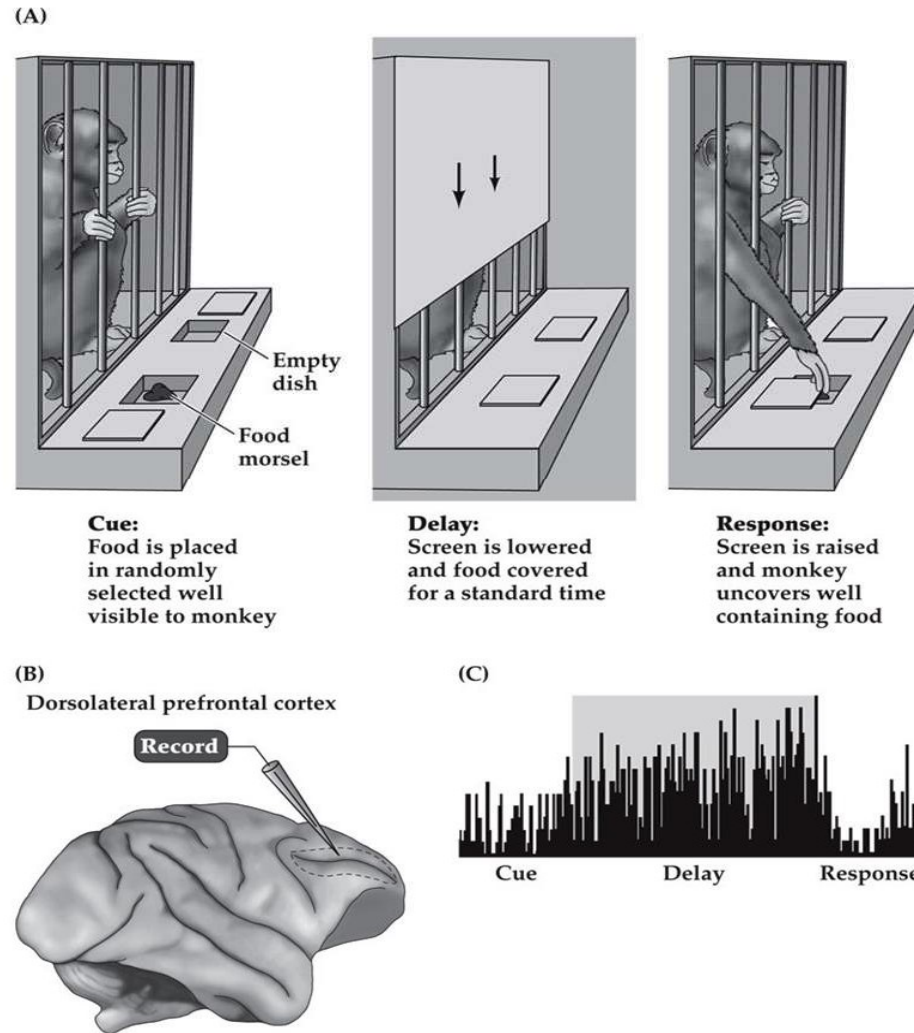 (A)
Empty
dish
Food
morsel
Cue:
Food is placed
in randomly
selected well
visible to monkey
Delay:
Screen is lowered
and food covered
for a standard time
Response:
Screen is raised
and monkey
uncovers well
containing food
(B)
Dorsolateral prefrontal cortex
Record
(C)
Cue
Delay
Response